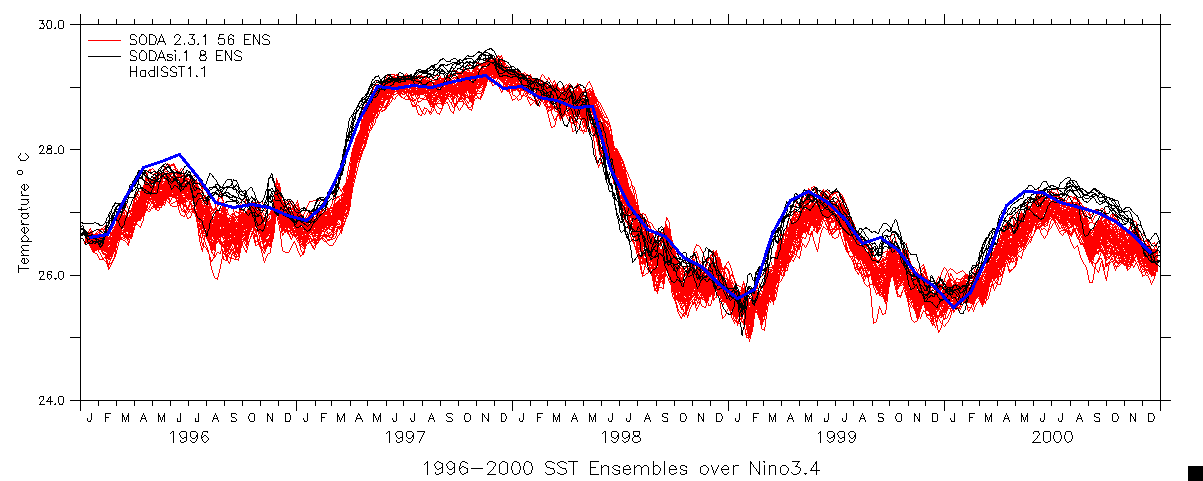 30.0
SODA 2.3.1 56 ENS
SODAsi.1 8 ENS
HadISST1.1
28.0
Temperature º C
26.0
24.0
J F M A M J J A S O N D J F M A M J J A S O N D J F M A M J J A S O N D J F M A M J J A S O N D J F M A M J J A S O N D
1996 1997 1998 1999 2000
1996-2000 SST Ensembles over Nino3.4